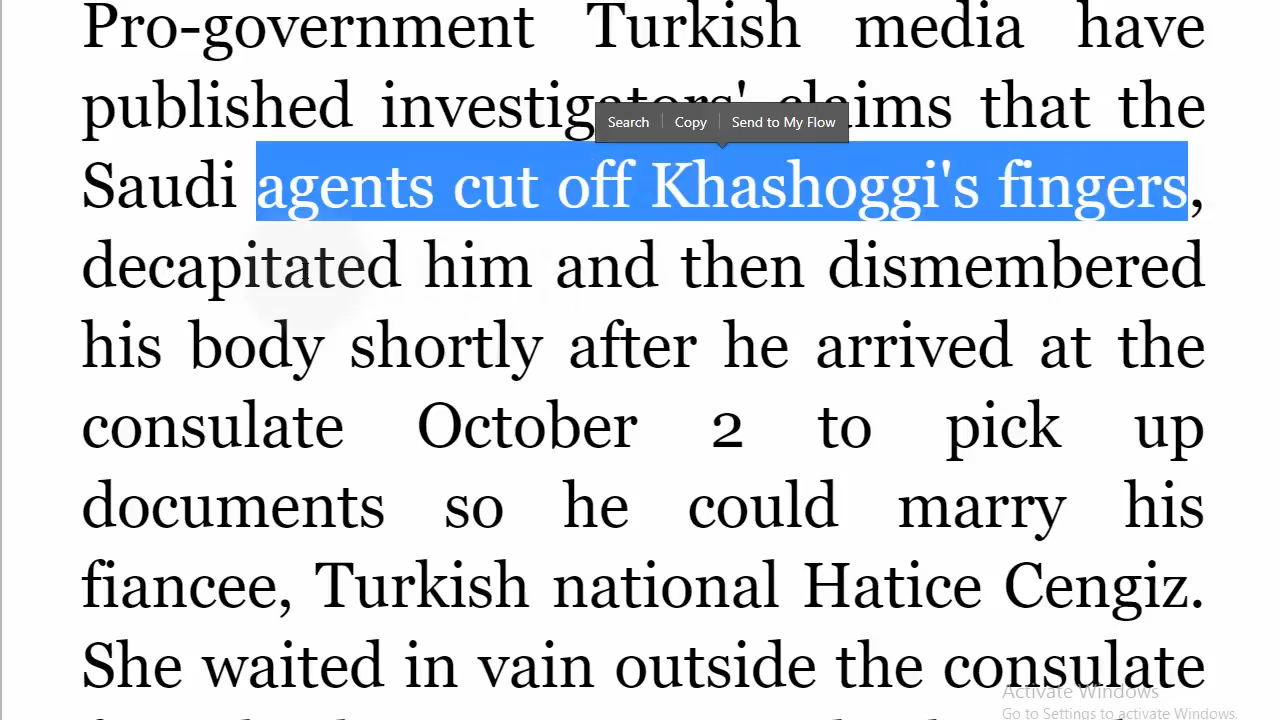 Pro-government Turkish media have
published investigators' claims that the
Search Copy Send to My Flow
Saudi agents cut off Khashoggi's fingers,
decapitated him and then dismembered
his body shortly after he arrived at the
consulate October 2 to pick up
documents so he could marry his
fiancee, Turkish national Hatice Cengiz.
She waited in vain outside the consulate
Activate Windows
Go to Settings to activate Windows.